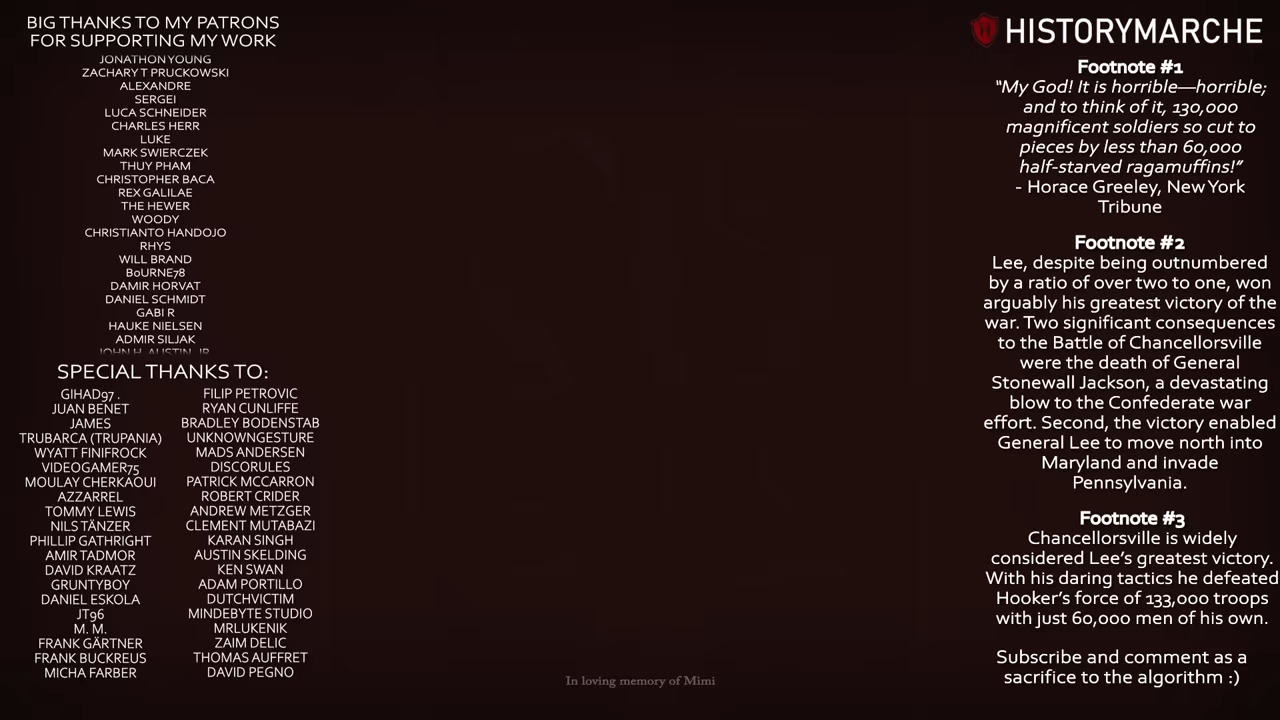 BIG THANKS TO MY PATRONS
FOR SUPPORTING MY WORK
JONATHON YOUNG
ZACHARY T PRUCKOWSKI
ALEXANDRE
SERGEI
LUCA SCHNEIDER
CHARLES HERR
LUKE
MARK SWIERCZEK
THUY PHAM
CHRISTOPHER BACA
REX GALILAE
THE HEWER
WOODY
CHRISTIANTO HANDOJO
RHYS
WILL BRAND
B0URNE78
DAMIR HORVAT
DANIEL SCHMIDT
GABI R
HAUKE NIELSEN
ADMIR SILJAK
JOHN H. AUSTIN, JR
SPECIAL THANKS TO:
GIHAD97 .
JUAN BENET
JAMES
TRUBARCA (TRUPANIA)
WYATT FINIFROCK
VIDEOGAMER75
MOULAY CHERKAOUI
AZZARREL
TOMMY LEWIS
NILS TÄNZER
PHILLIP GATHRIGHT
AMIR TADMOR
DAVID KRAATZ
GRUNTYBOY
DANIEL ESKOLA
JT96
M. M.
FRANK GÄRTNER
FRANK BUCKREUS
MICHA FARBER
FILIP PETROVIC
RYAN CUNLIFFE
BRADLEY BODENSTAB
UNKNOWNGESTURE
MADS ANDERSEN
DISCORULES
PATRICK MCCARRON
ROBERT CRIDER
ANDREW METZGER
CLEMENT MUTABAZI
KARAN SINGH
AUSTIN SKELDING
KEN SWAN
ADAM PORTILLO
DUTCHVICTIM
MINDEBYTE STUDIO
MRLUKENIK
ZAIM DELIC
THOMAS AUFFRET
DAVID PEGNO
In loving memory of Mimi
HISTORYMARCHE
Footnote #1
"My God! It is horrible—horrible;
and to think of it, 130,000
magnificent soldiers so cut to
pieces by less than 60,000
half-starved ragamuffins!"
- Horace Greeley, New York
Tribune
Footnote #2
Lee, despite being outnumbered
by a ratio of over two to one, won
arguably his greatest victory of the
war. Two significant consequences
to the Battle of Chancellorsville
were the death of General
Stonewall Jackson, a devastating
blow to the Confederate war
effort. Second, the victory enabled
General Lee to move north into
Maryland and invade
Pennsylvania.
Footnote #3
Chancellorsville is widely
considered Lee's greatest victory.
With his daring tactics he defeated
Hooker's force of 133,000 troops
with just 60,000 men of his own.
Subscribe and comment as a
sacrifice to the algorithm :)